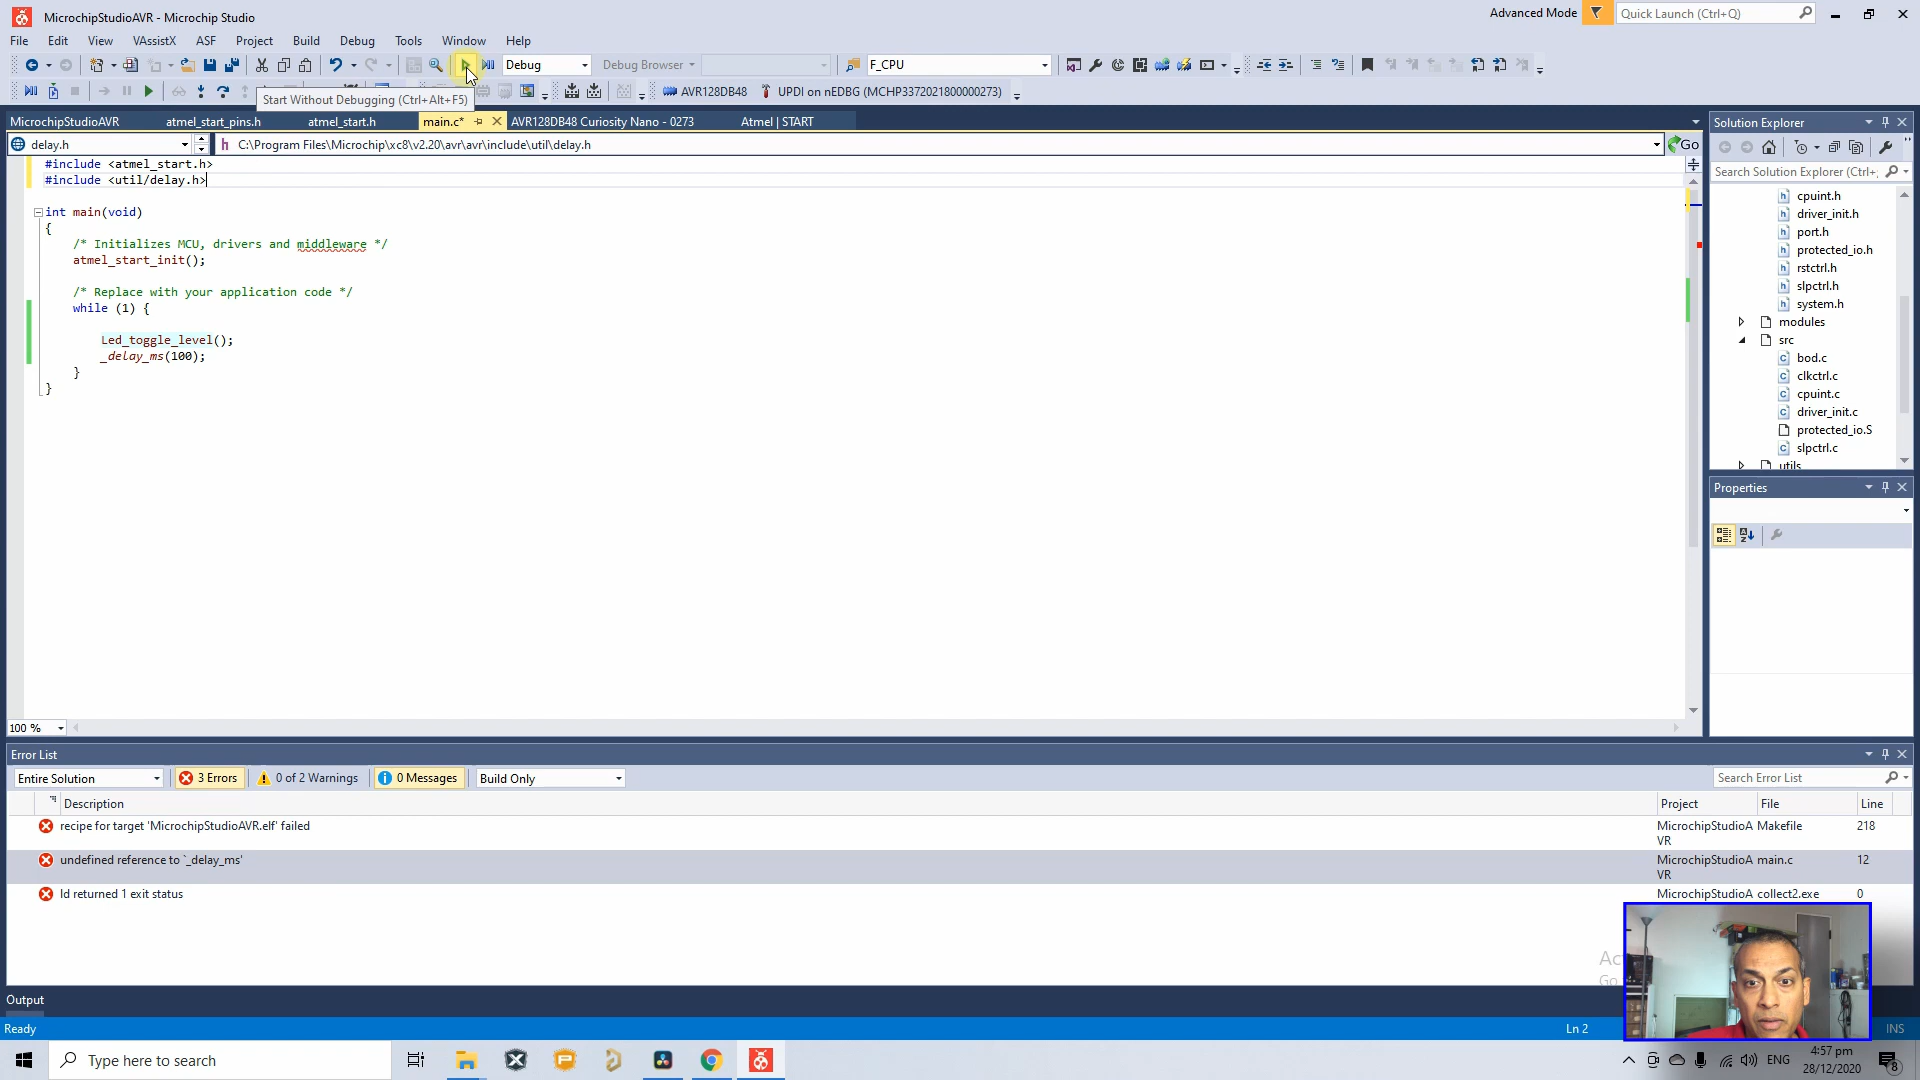 MicrochipStudioAVR - Microchip Studio
Advanced Mode
Quick Launch (Ctrl+Q)
File Edit View VAssistX ASF Project Build Debug Tools Window Help
Debug
Debug Browser
F_CPU
Start Without Debugging (Ctrl+Alt+F5)
AVR128DB48
UPDI on nEDBG (MCHP3372021800000273)
MicrochipStudioAVR
atmel_start_pins.h
atmel_start.h
main.c*
AVR128DB48 Curiosity Nano - 0273
Atmel | START
delay.h
C:\Program Files\Microchip\xc8\v2.20\avr\avr\include\util\delay.h
Go
#include <atmel_start.h>
#include <util/delay.h>
int main(void)
{
/* Initializes MCU, drivers and middleware */
atmel_start_init();
/* Replace with your application code */
while (1) {
Led_toggle_level();
_delay_ms(100);
}
}
100 %
Solution Explorer
Search Solution Explorer (Ctrl+;
cpuint.h
driver_init.h
port.h
protected_io.h
rstctrl.h
slpctrl.h
system.h
modules
src
bod.c
clkctrl.c
cpuint.c
driver_init.c
protected_io.S
slpctrl.c
utils
Properties
Error List
Entire Solution
3 Errors
0 of 2 Warnings
0 Messages
Build Only
Search Error List
Description Project File Line
recipe for target 'MicrochipStudioAVR.elf' failed MicrochipStudioA Makefile 218
VR
undefined reference to `_delay_ms' MicrochipStudioA main.c 12
VR
ld returned 1 exit status MicrochipStudioA collect2.exe 0
Output
Ready
Ln 2
INS
Type here to search
ENG
4:57 pm
28/12/2020
8